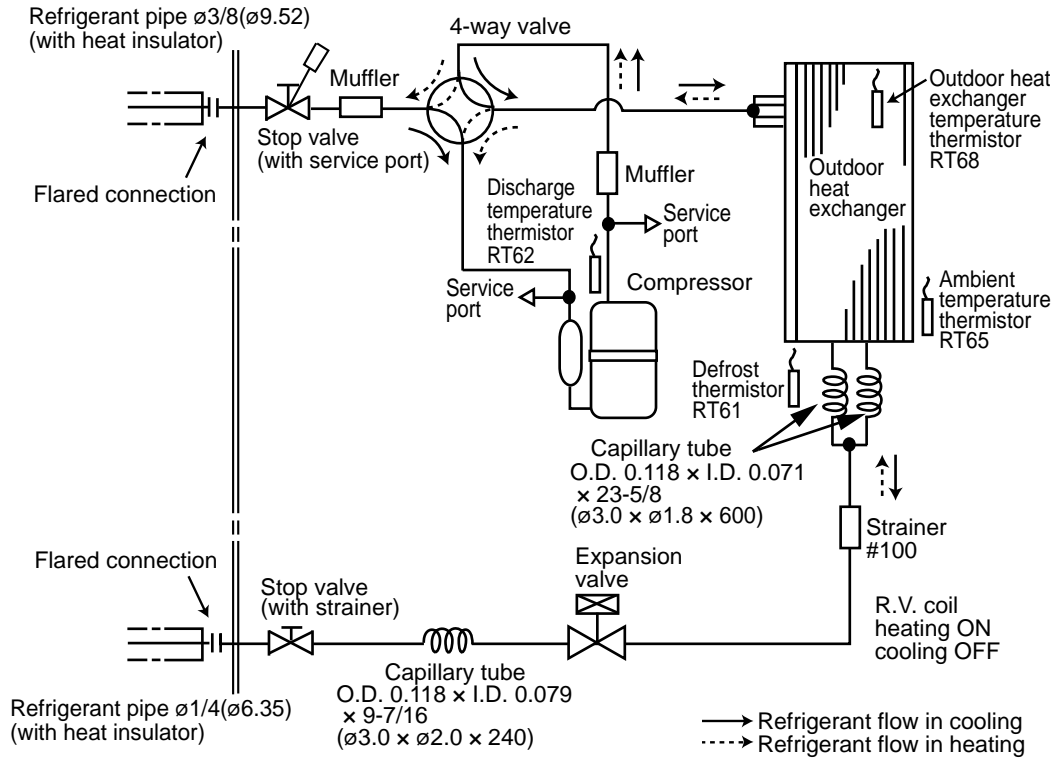 Refrigerant pipe ø3/8(ø9.52)
(with heat insulator)
4-way valve
Muffler
Stop valve
(with service port)
Flared connection
Outdoor heat
exchanger
temperature
thermistor
RT68
Outdoor
heat
exchanger
Muffler
Discharge
temperature
thermistor
RT62
Service
port
Service
port
Compressor
Ambient
temperature
thermistor
RT65
Defrost
thermistor
RT61
Capillary tube
O.D. 0.118 × I.D. 0.071
× 23-5/8
(ø3.0 × ø1.8 × 600)
Strainer
#100
Flared connection
Stop valve
(with strainer)
Expansion
valve
R.V. coil
heating ON
cooling OFF
Capillary tube
O.D. 0.118 × I.D. 0.079
× 9-7/16
(ø3.0 × ø2.0 × 240)
Refrigerant pipe ø1/4(ø6.35)
(with heat insulator)
Refrigerant flow in cooling
Refrigerant flow in heating